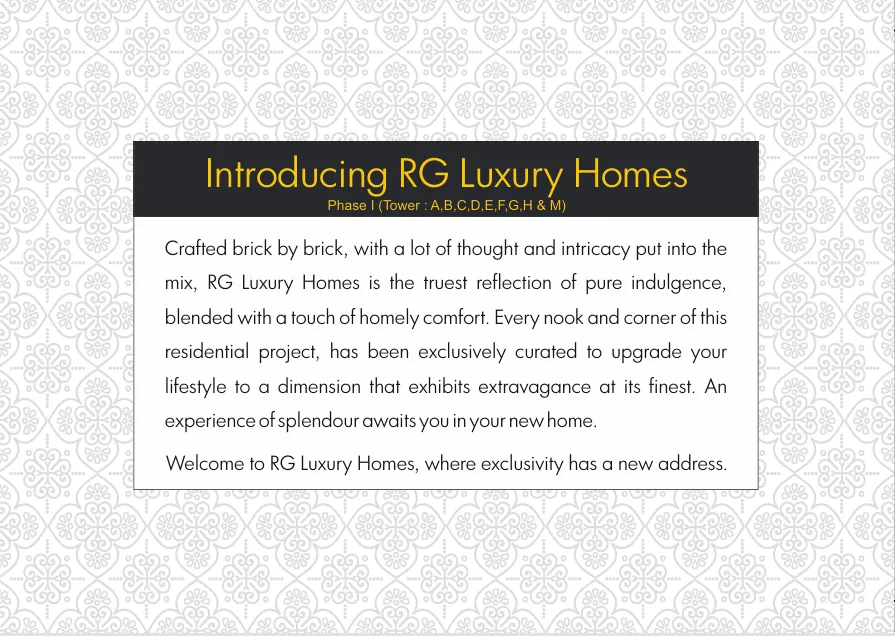 Introducing RG Luxury Homes
Phase I (Tower : A,B,C,D,E,F,G,H & M)
Crafted brick by brick, with a lot of thought and intricacy put into the
mix, RG Luxury Homes is the truest reflection of pure indulgence,
blended with a touch of homely comfort. Every nook and corner of this
residential project, has been exclusively curated to upgrade your
lifestyle to a dimension that exhibits extravagance at its finest. An
experience of splendour awaits you in your new home.
Welcome to RG Luxury Homes, where exclusivity has a new address.